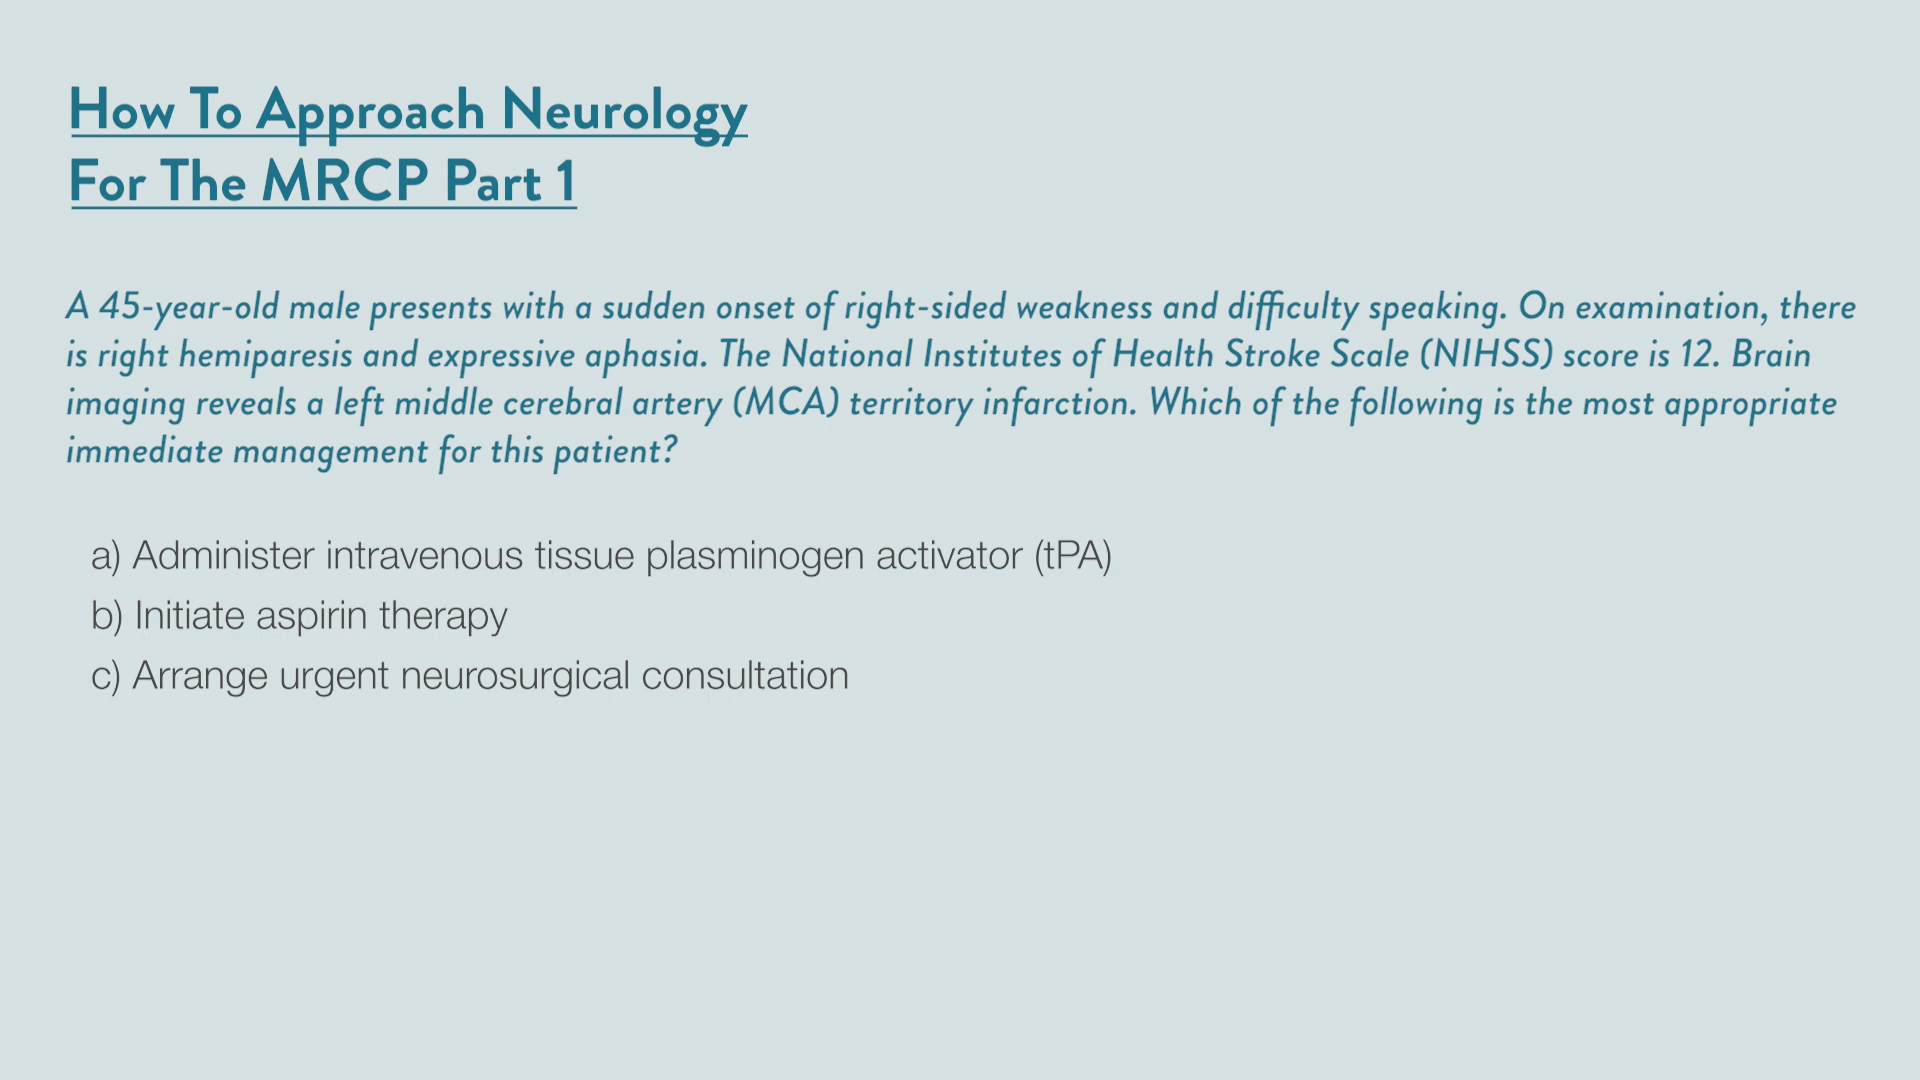 How To Approach Neurology
For The MRCP Part 1
A 45-year-old male presents with a sudden onset of right-sided weakness and difficulty speaking. On examination, there
is right hemiparesis and expressive aphasia. The National Institutes of Health Stroke Scale (NIHSS) score is 12. Brain
imaging reveals a left middle cerebral artery (MCA) territory infarction. Which of the following is the most appropriate
immediate management for this patient?
a) Administer intravenous tissue plasminogen activator (tPA)
b) Initiate aspirin therapy
c) Arrange urgent neurosurgical consultation